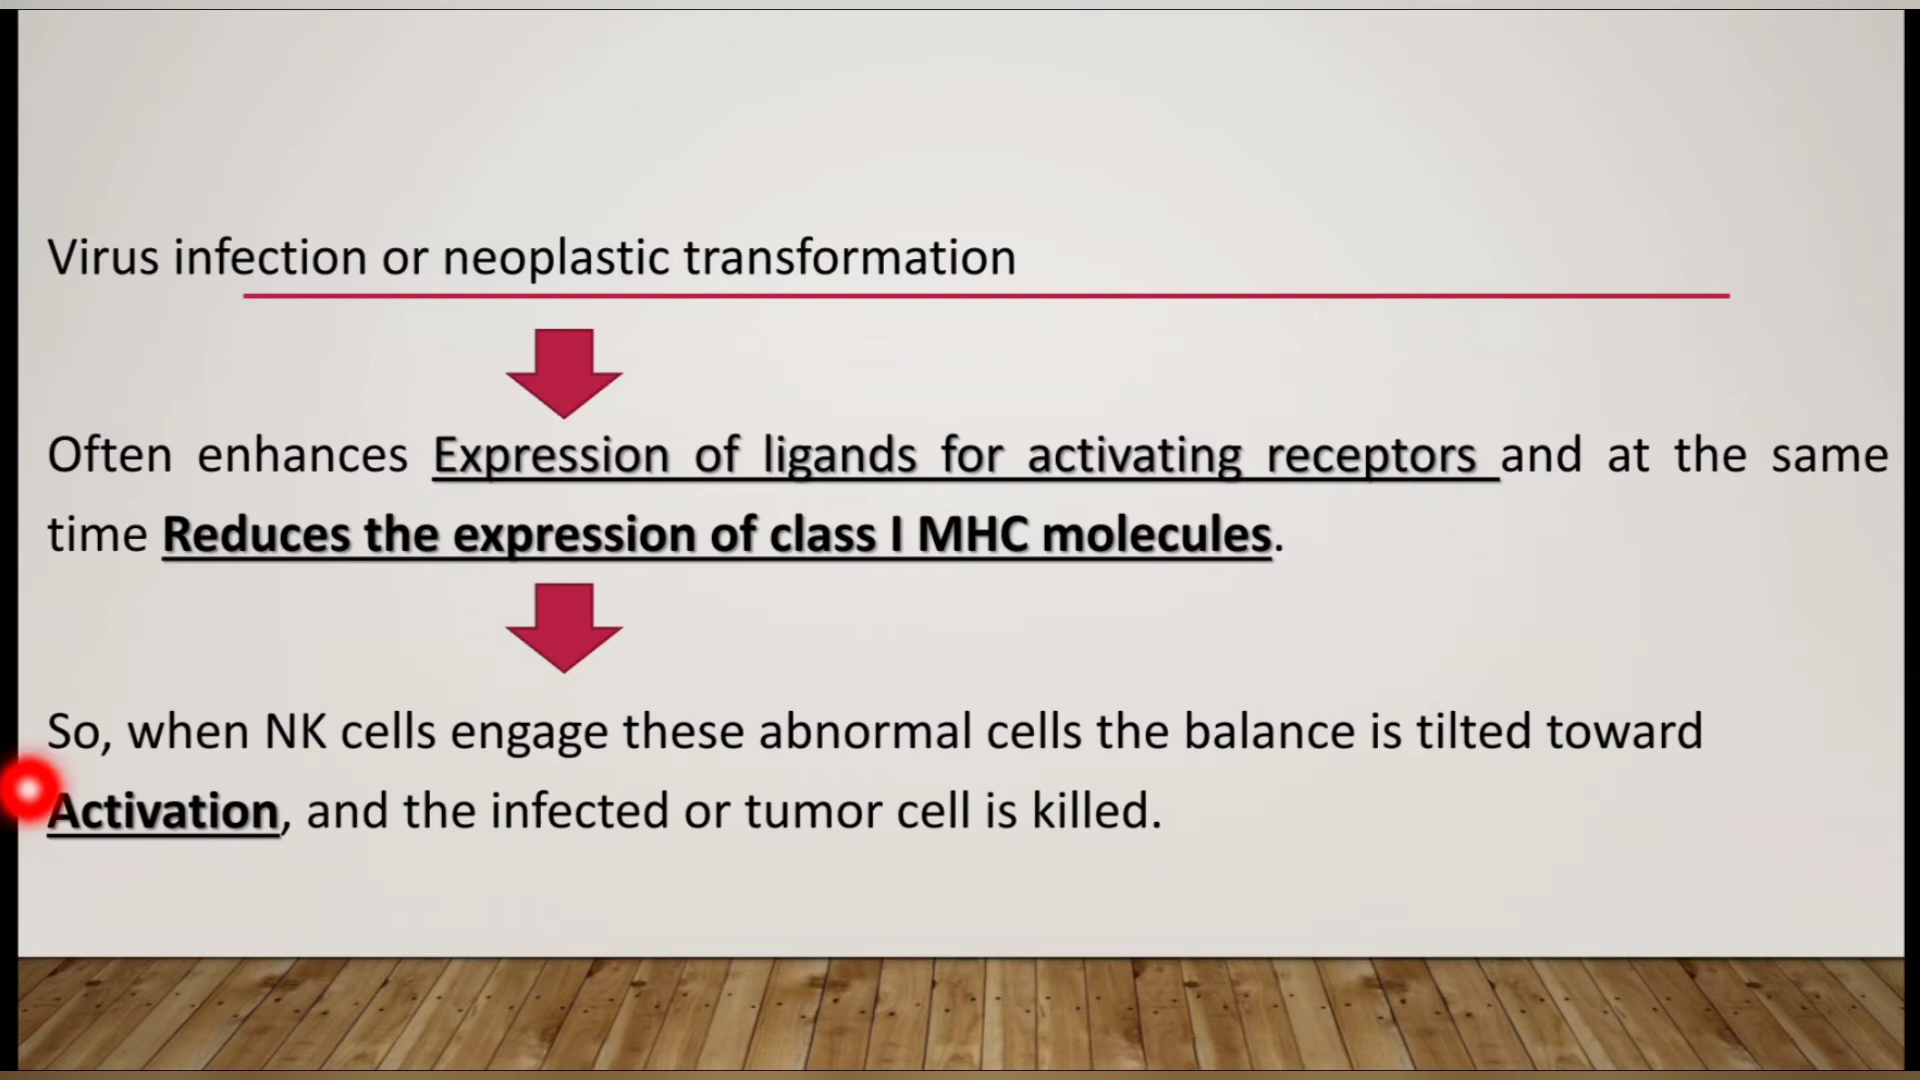 Virus infection or neoplastic transformation
Often enhances Expression of ligands for activating receptors and at the same
time Reduces the expression of class I MHC molecules.
So, when NK cells engage these abnormal cells the balance is tilted toward
Activation, and the infected or tumor cell is killed.